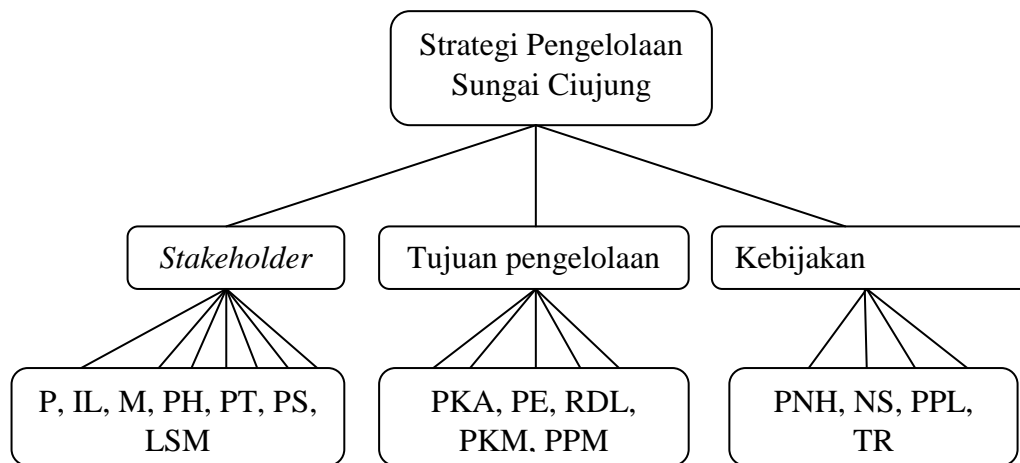 Strategi Pengelolaan
Sungai Ciujung
Stakeholder
Tujuan pengelolaan
Kebijakan
P, IL, M, PH, PT, PS,
LSM
PKA, PE, RDL,
PKM, PPM
PNH, NS, PPL,
TR